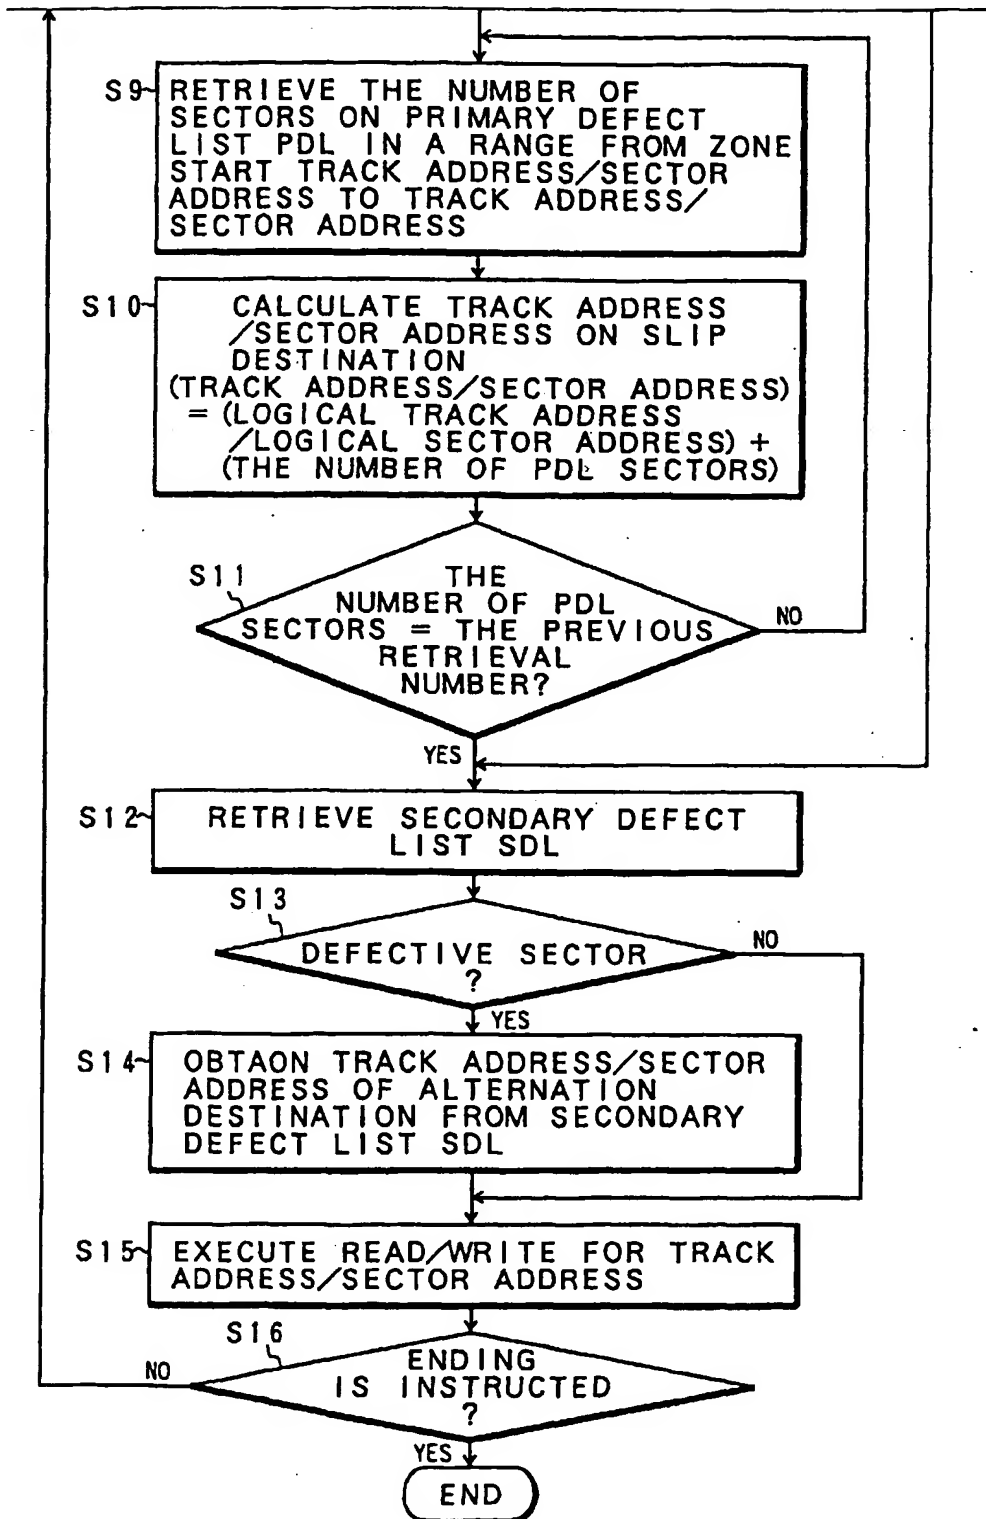 S9
RETRIEVE THE NUMBER OF
SECTORS ON PRIMARY DEFECT
LIST PDL IN A RANGE FROM ZONE
START TRACK ADDRESS/SECTOR
ADDRESS TO TRACK ADDRESS/
SECTOR ADDRESS
S10
CALCULATE TRACK ADDRESS
/SECTOR ADDRESS ON SLIP
DESTINATION
(TRACK ADDRESS/SECTOR ADDRESS)
= (LOGICAL TRACK ADDRESS
/LOGICAL SECTOR ADDRESS) +
(THE NUMBER OF PDL SECTORS)
S11
THE
NUMBER OF PDL
SECTORS = THE PREVIOUS
RETRIEVAL
NUMBER?
NO
YES
S12
RETRIEVE SECONDARY DEFECT
LIST SDL
S13
DEFECTIVE SECTOR
?
NO
YES
S14
OBTAON TRACK ADDRESS/SECTOR
ADDRESS OF ALTERNATION
DESTINATION FROM SECONDARY
DEFECT LIST SDL
S15
EXECUTE READ/WRITE FOR TRACK
ADDRESS/SECTOR ADDRESS
S16
ENDING
IS INSTRUCTED
?
NO
YES
END